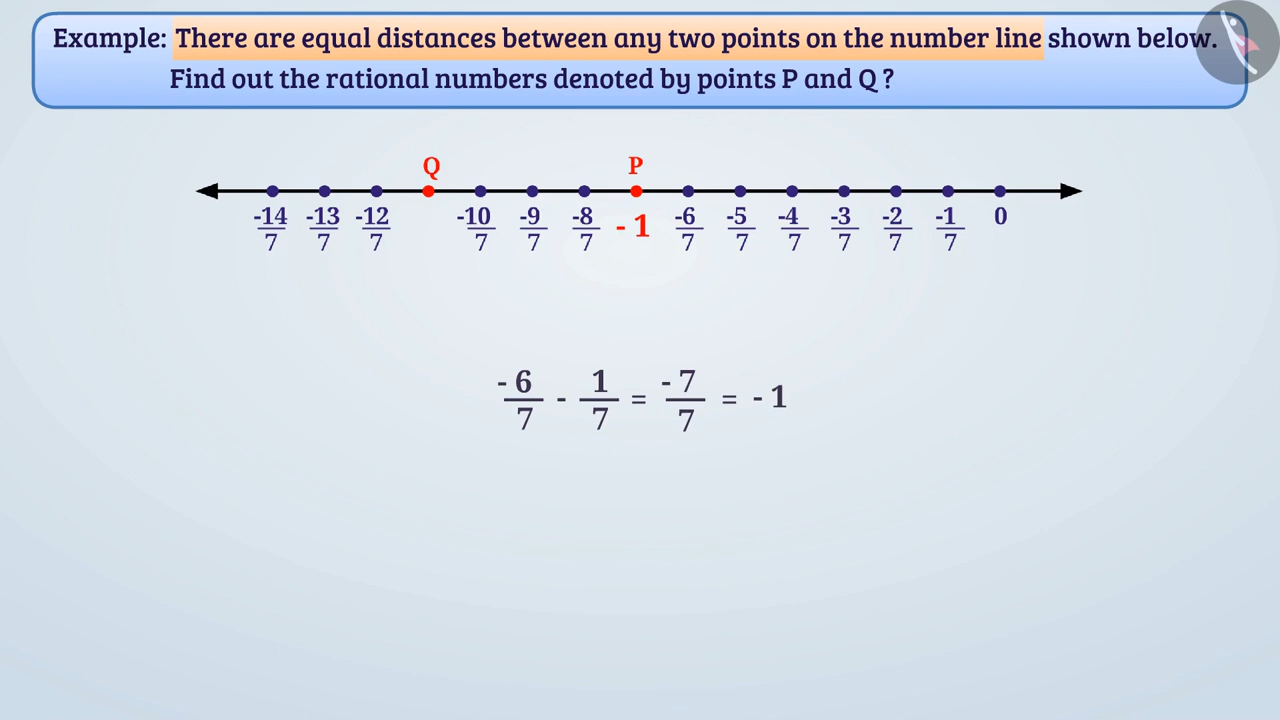 Example: There are equal distances between any two points on the number line shown below.
Find out the rational numbers denoted by points P and Q ?
Q P
-14/7 -13/7 -12/7 -10/7 -9/7 -8/7 - 1 -6/7 -5/7 -4/7 -3/7 -2/7 -1/7 0
- 6/7 - 1/7 = - 7/7 = - 1